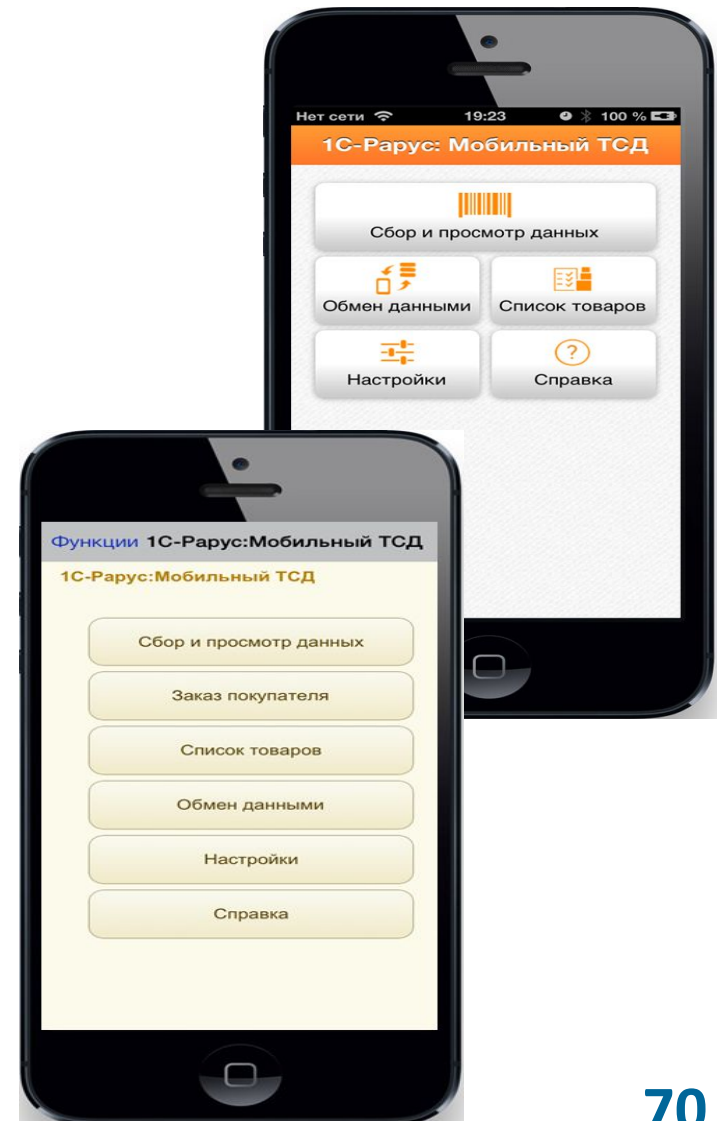 Нет сети 19:23 100 %
1С-Рарус: Мобильный ТСД
Сбор и просмотр данных
Обмен данными Список товаров
Настройки Справка
Функции 1С-Рарус:Мобильный ТСД
1С-Рарус:Мобильный ТСД
Сбор и просмотр данных
Заказ покупателя
Список товаров
Обмен данными
Настройки
Справка
70